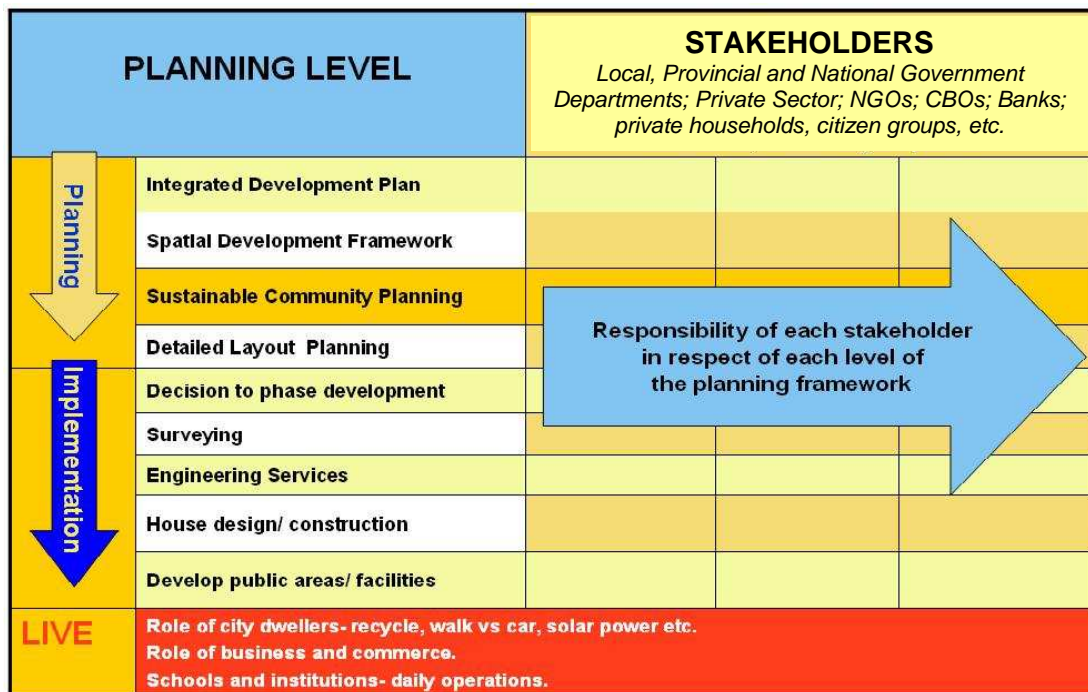 PLANNING LEVEL
STAKEHOLDERS
Local, Provincial and National Government
Departments; Private Sector; NGOs; CBOs; Banks;
private households, citizen groups, etc.
Planning
Integrated Development Plan
Spatial Development Framework
Sustainable Community Planning
Detailed Layout Planning
Responsibility of each stakeholder
in respect of each level of
the planning framework
Implementation
Decision to phase development
Surveying
Engineering Services
House design/ construction
Develop public areas/ facilities
LIVE
Role of city dwellers- recycle, walk vs car, solar power etc.
Role of business and commerce.
Schools and institutions- daily operations.